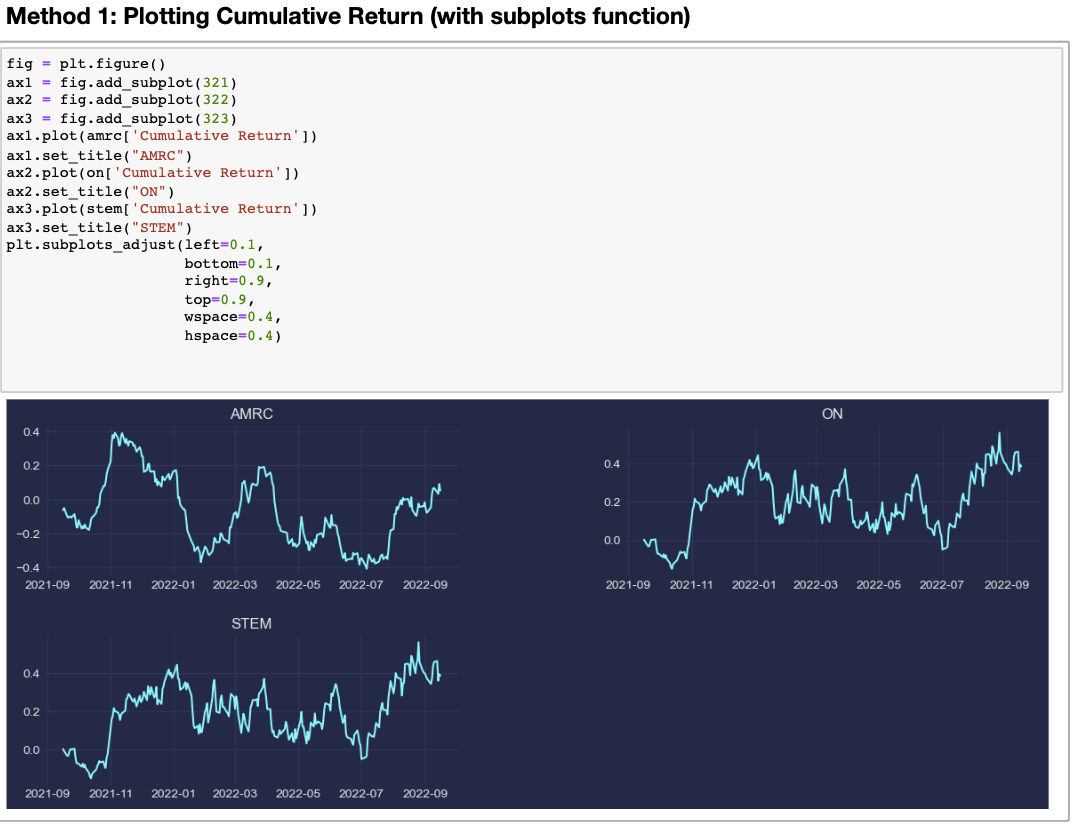 Method 1: Plotting Cumulative Return (with subplots function)
fig = plt.figure()
ax1 = fig.add_subplot(321)
ax2 = fig.add_subplot(322)
ax3 = fig.add_subplot(323)
ax1.plot(amrc['Cumulative Return'])
ax1.set_title("AMRC")
ax2.plot(on['Cumulative Return'])
ax2.set_title("ON")
ax3.plot(stem['Cumulative Return'])
ax3.set_title("STEM")
plt.subplots_adjust(left=0.1,
                    bottom=0.1,
                    right=0.9,
                    top=0.9,
                    wspace=0.4,
                    hspace=0.4)
AMRC
0.4
0.2
0.0
−0.2
−0.4
2021-09 2021-11 2022-01 2022-03 2022-05 2022-07 2022-09
ON
0.4
0.2
0.0
2021-09 2021-11 2022-01 2022-03 2022-05 2022-07 2022-09
STEM
0.4
0.2
0.0
2021-09 2021-11 2022-01 2022-03 2022-05 2022-07 2022-09